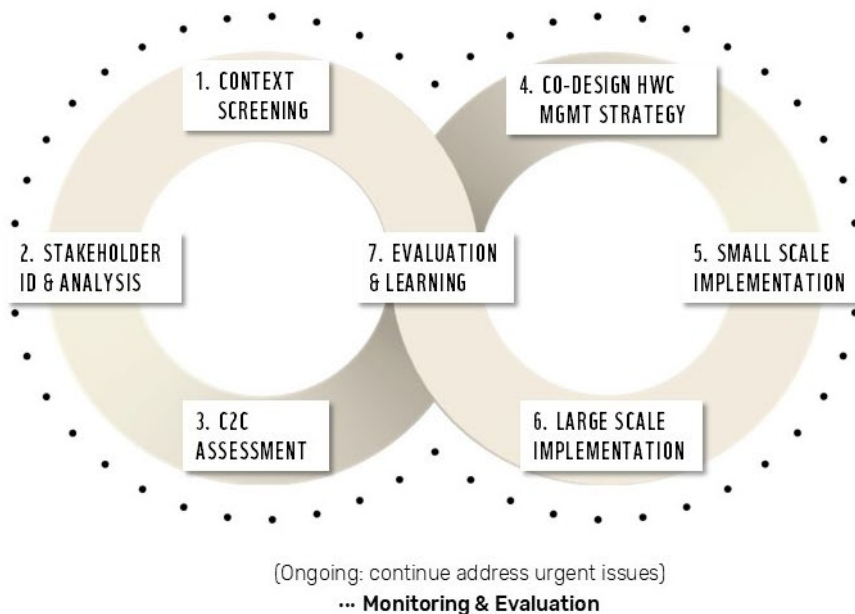 1. CONTEXT
SCREENING
2. STAKEHOLDER
ID & ANALYSIS
3. C2C
ASSESSMENT
4. CO-DESIGN HWC
MGMT STRATEGY
5. SMALL SCALE
IMPLEMENTATION
6. LARGE SCALE
IMPLEMENTATION
7. EVALUATION
& LEARNING
(Ongoing: continue address urgent issues)
... Monitoring & Evaluation